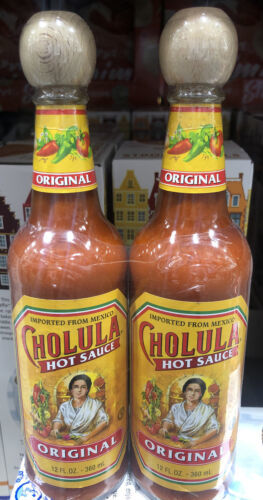 ORIGINAL
IMPORTED FROM MEXICO
CHOLULA
HOT SAUCE
ORIGINAL
12 FL.OZ. - 360 mL
ORIGINAL
IMPORTED FROM MEXICO
CHOLULA
HOT SAUCE
ORIGINAL
12 FL.OZ. - 360 mL